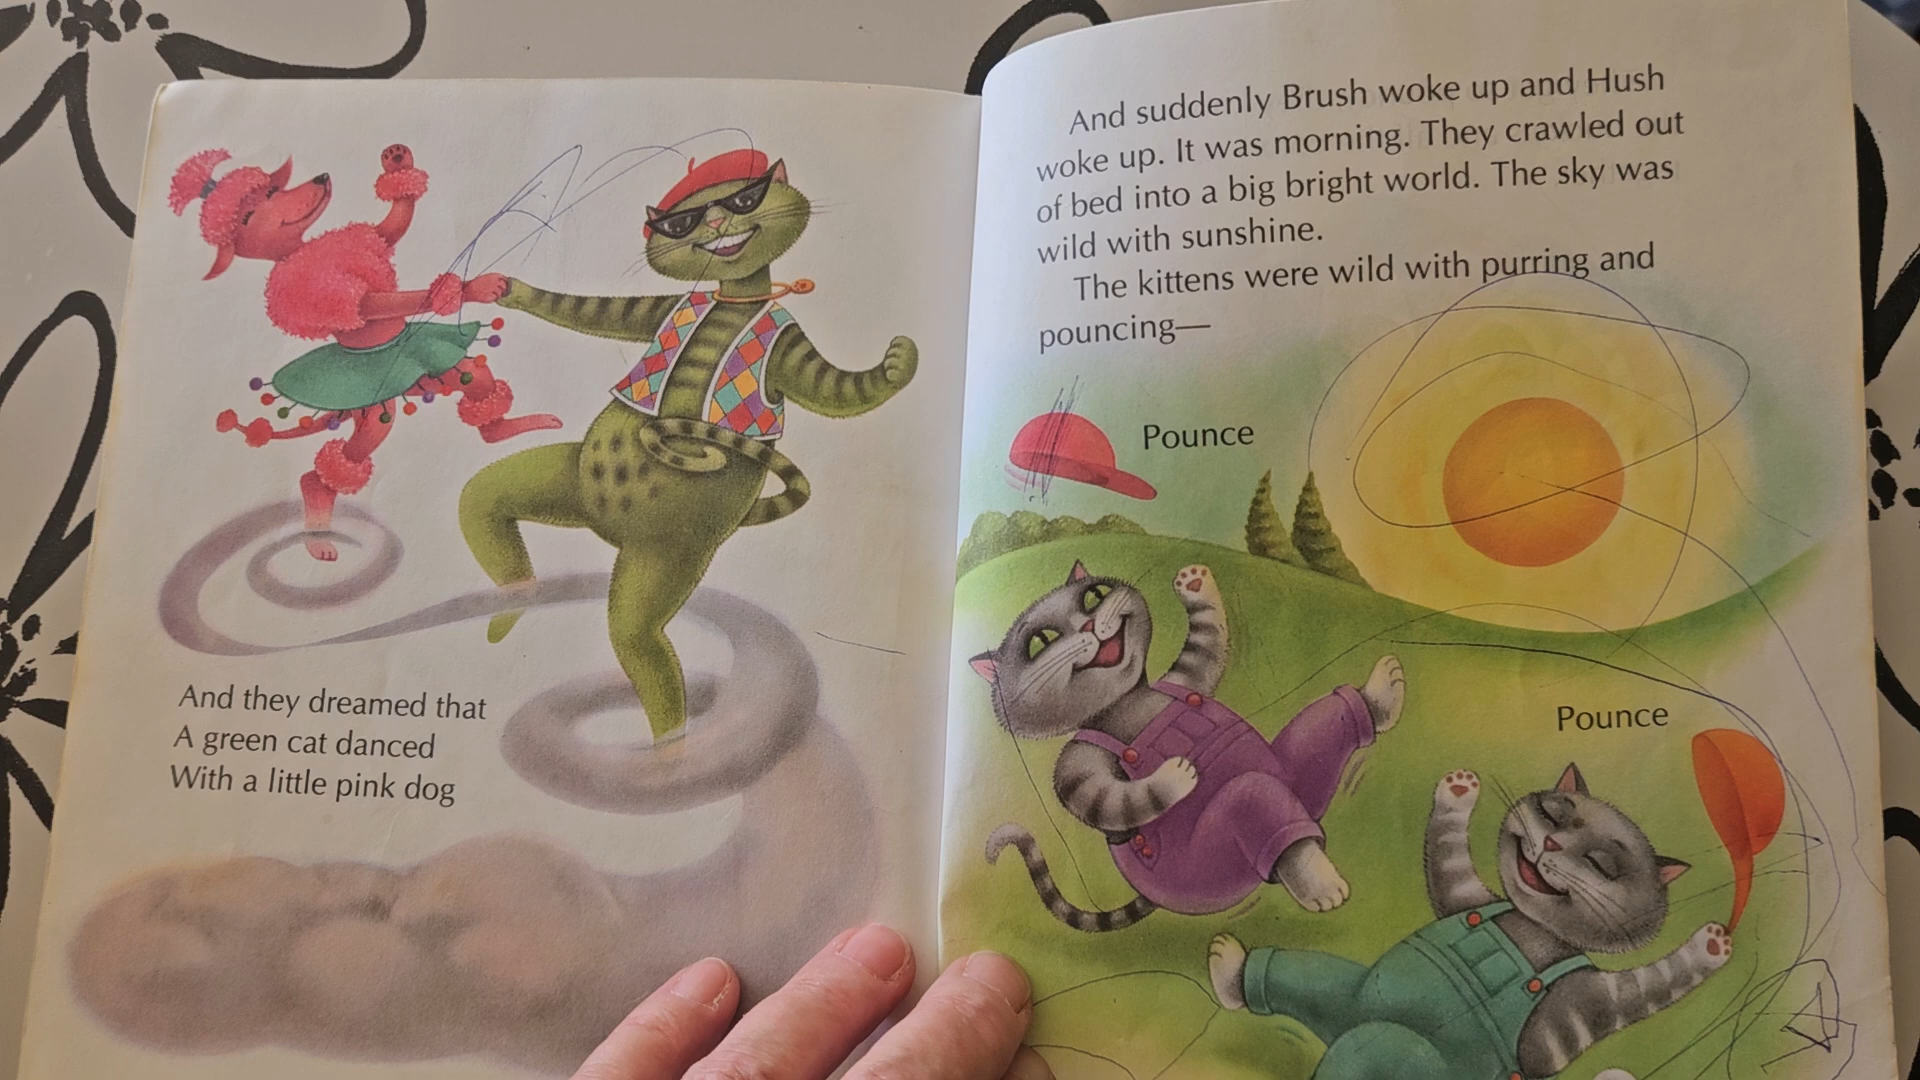 And they dreamed that
A green cat danced
With a little pink dog
And suddenly Brush woke up and Hush
woke up. It was morning. They crawled out
of bed into a big bright world. The sky was
wild with sunshine.
The kittens were wild with purring and
pouncing—
Pounce
Pounce